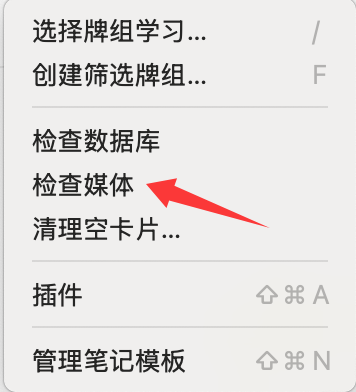 选择牌组学习... /
创建筛选牌组... F
检查数据库
检查媒体
清理空卡片...
插件 ⇧⌘A
管理笔记模板 ⇧⌘N